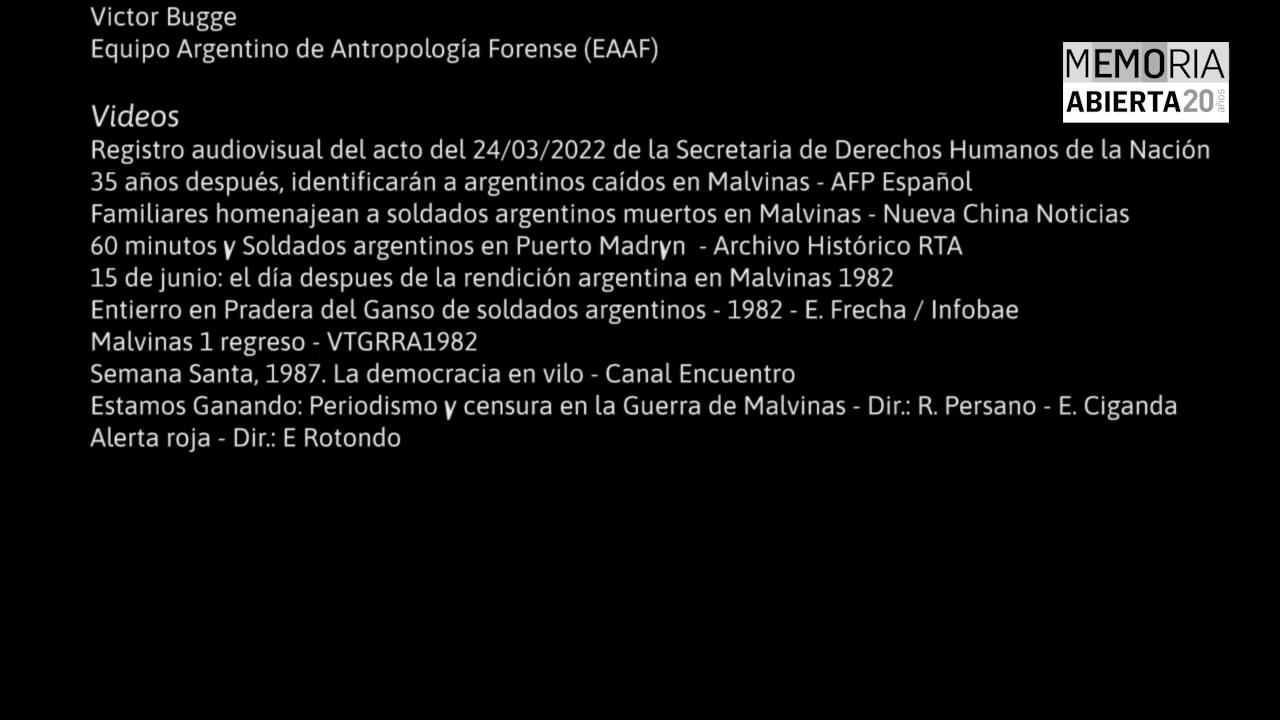 Victor Bugge
Equipo Argentino de Antropología Forense (EAAF)
MEMORIA
ABIERTA 20 años
Videos
Registro audiovisual del acto del 24/03/2022 de la Secretaria de Derechos Humanos de la Nación
35 años después, identificarán a argentinos caídos en Malvinas - AFP Español
Familiares homenajean a soldados argentinos muertos en Malvinas - Nueva China Noticias
60 minutos y Soldados argentinos en Puerto Madryn - Archivo Histórico RTA
15 de junio: el día despues de la rendición argentina en Malvinas 1982
Entierro en Pradera del Ganso de soldados argentinos - 1982 - E. Frecha / Infobae
Malvinas 1 regreso - VTGRRA1982
Semana Santa, 1987. La democracia en vilo - Canal Encuentro
Estamos Ganando: Periodismo y censura en la Guerra de Malvinas - Dir.: R. Persano - E. Ciganda
Alerta roja - Dir.: E Rotondo